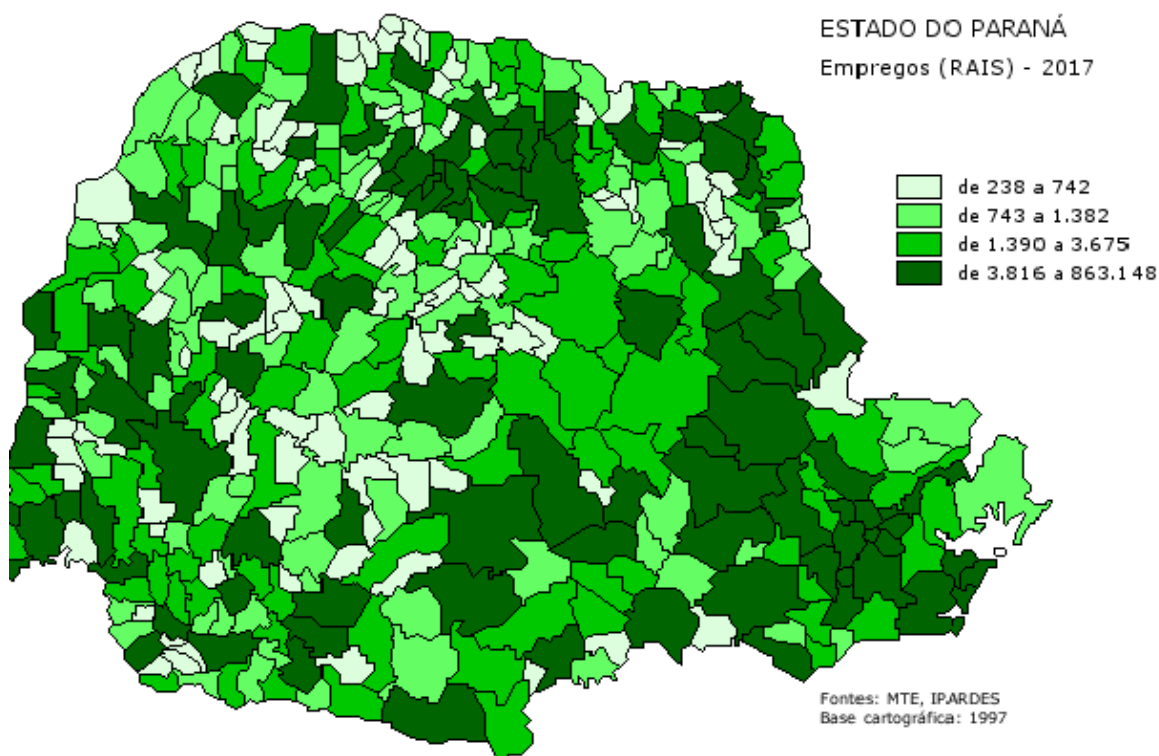 ESTADO DO PARANÁ
Empregos (RAIS) - 2017
de 238 a 742
de 743 a 1.382
de 1.390 a 3.675
de 3.816 a 863.148
Fontes: MTE, IPARDES
Base cartográfica: 1997